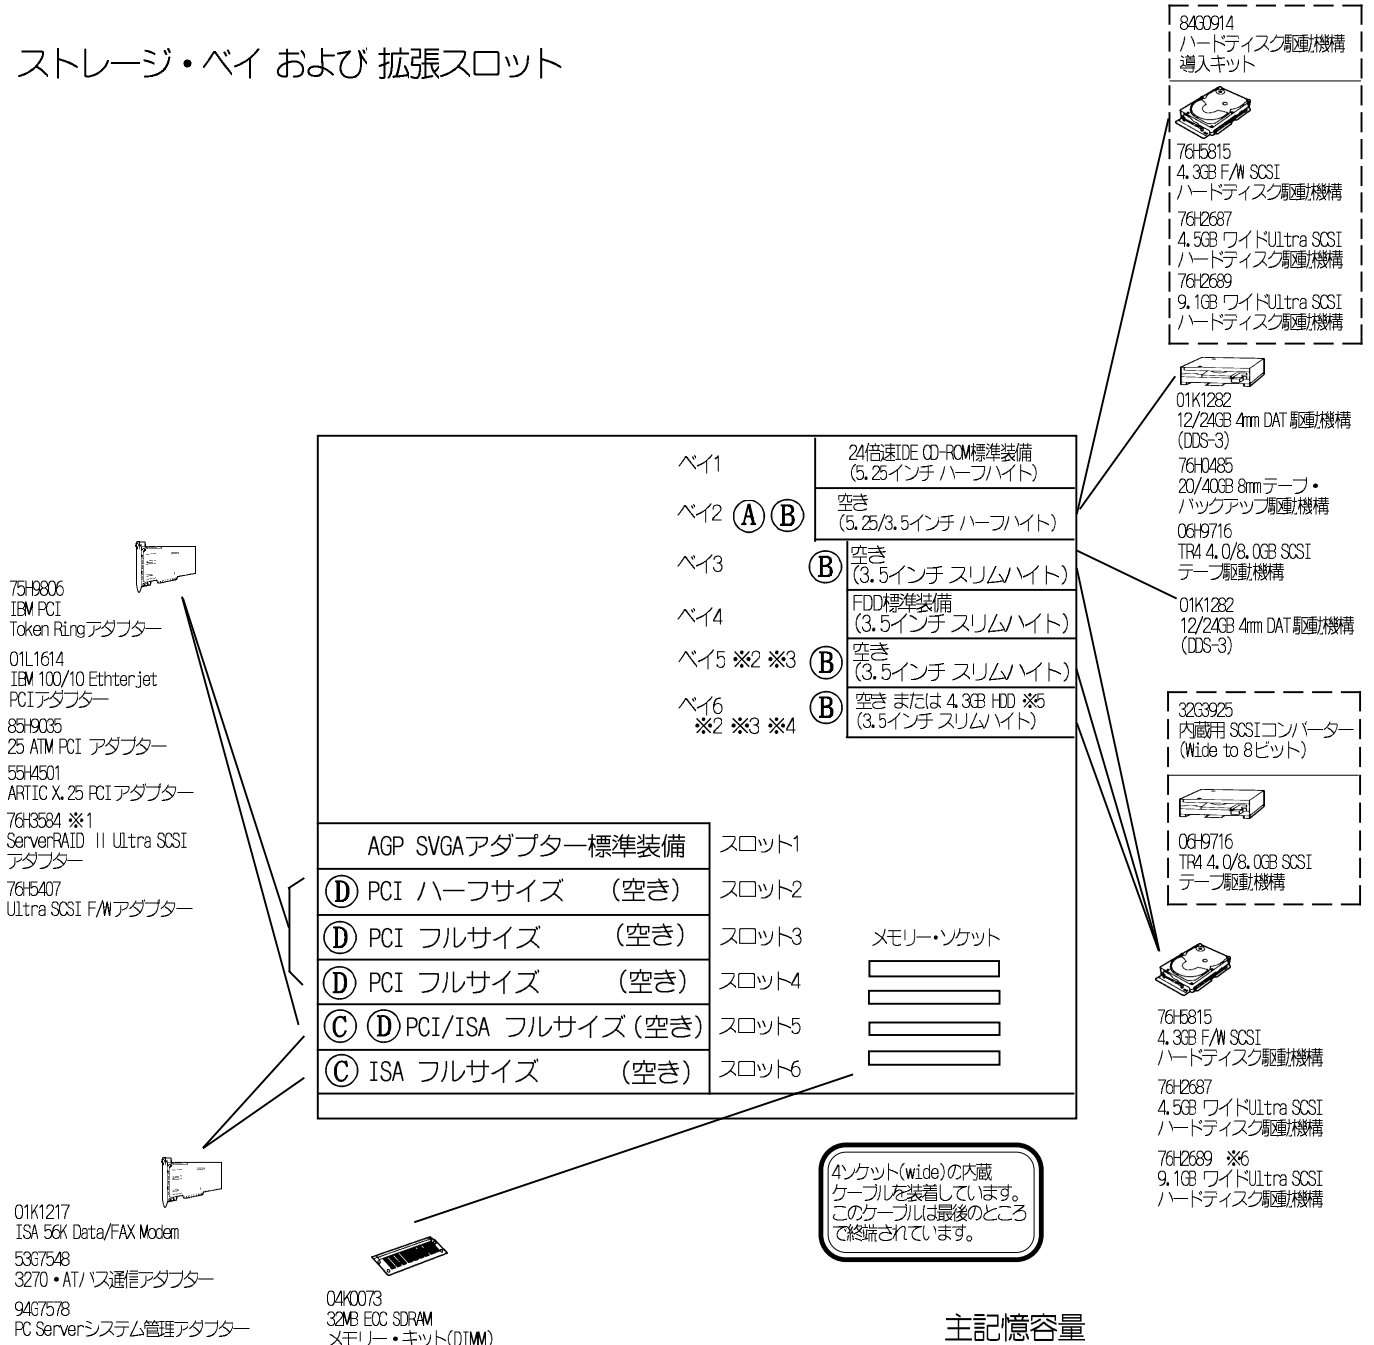 ストレージ・ベイ および 拡張スロット
84G0914
ハードディスク駆動機構
導入キット
76H5815
4.3GB F/W SCSI
ハードディスク駆動機構
76H2687
4.5GB ワイドUltra SCSI
ハードディスク駆動機構
76H2689
9.1GB ワイドUltra SCSI
ハードディスク駆動機構
01K1282
12/24GB 4mm DAT 駆動機構
(DDS-3)
76H0485
20/40GB 8mm テープ・
バックアップ駆動機構
06H9716
TR4 4.0/8.0GB SCSI
テープ駆動機構
01K1282
12/24GB 4mm DAT 駆動機構
(DDS-3)
32G3925
内蔵用 SCSIコンバーター
(Wide to 8ビット)
06H9716
TR4 4.0/8.0GB SCSI
テープ駆動機構
76H5815
4.3GB F/W SCSI
ハードディスク駆動機構
76H2687
4.5GB ワイドUltra SCSI
ハードディスク駆動機構
76H2689 ※6
9.1GB ワイドUltra SCSI
ハードディスク駆動機構
ベイ1
24倍速IDE CD-ROM標準装備
(5.25インチ ハーフハイト)
ベイ2 Ⓐ Ⓑ
空き
(5.25/3.5インチ ハーフハイト)
ベイ3 Ⓑ
空き
(3.5インチ スリムハイト)
ベイ4
FDD標準装備
(3.5インチ スリムハイト)
ベイ5 ※2 ※3 Ⓑ
空き
(3.5インチ スリムハイト)
ベイ6
※2 ※3 ※4 Ⓑ
空き または 4.3GB HDD ※5
(3.5インチ スリムハイト)
75H9806
IBM PCI
Token Ringアダプター
01L1614
IBM 100/10 Ethterjet
PCIアダプター
85H9035
25 ATM PCI アダプター
55H4501
ARTIC X.25 PCIアダプター
76H3584 ※1
ServerRAID II Ultra SCSI
アダプター
76H5407
Ultra SCSI F/Wアダプター
AGP SVGAアダプター標準装備 スロット1
Ⓓ PCI ハーフサイズ (空き) スロット2
Ⓓ PCI フルサイズ (空き) スロット3
Ⓓ PCI フルサイズ (空き) スロット4
Ⓒ Ⓓ PCI/ISA フルサイズ (空き) スロット5
Ⓒ ISA フルサイズ (空き) スロット6
メモリー・ソケット
4ソケット(wide)の内蔵
ケーブルを装着しています。
このケーブルは最後のところ
で終端されています。
01K1217
ISA 56K Data/FAX Modem
53G7548
3270・ATバス通信アダプター
94G7578
PC Serverシステム管理アダプター
04K0073
32MB ECC SDRAM
メモリー・キット(DIMM)
主記憶容量